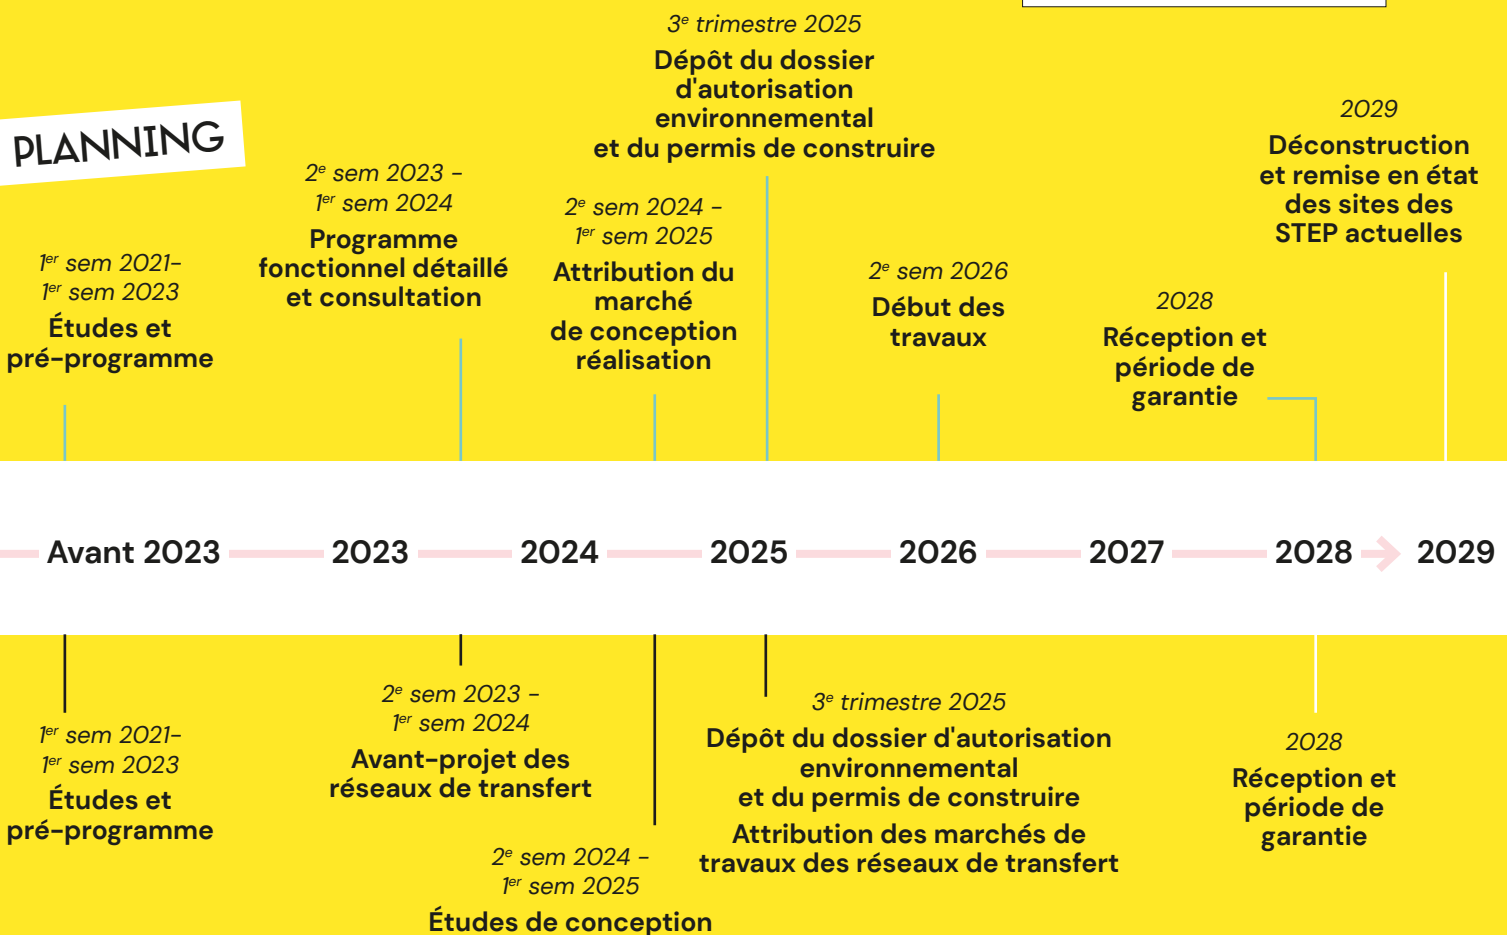 PLANNING
1er sem 2021-
1er sem 2023
Études et
pré-programme
2e sem 2023 -
1er sem 2024
Programme
fonctionnel détaillé
et consultation
2e sem 2024 -
1er sem 2025
Attribution du
marché
de conception
réalisation
3e trimestre 2025
Dépôt du dossier
d'autorisation
environnemental
et du permis de construire
2e sem 2026
Début des
travaux
2028
Réception et
période de
garantie
2029
Déconstruction
et remise en état
des sites des
STEP actuelles
Avant 2023 2023 2024 2025 2026 2027 2028 2029
1er sem 2021-
1er sem 2023
Études et
pré-programme
2e sem 2023 -
1er sem 2024
Avant-projet des
réseaux de transfert
2e sem 2024 -
1er sem 2025
Études de conception
3e trimestre 2025
Dépôt du dossier d'autorisation
environnemental
et du permis de construire
Attribution des marchés de
travaux des réseaux de transfert
2028
Réception et
période de
garantie